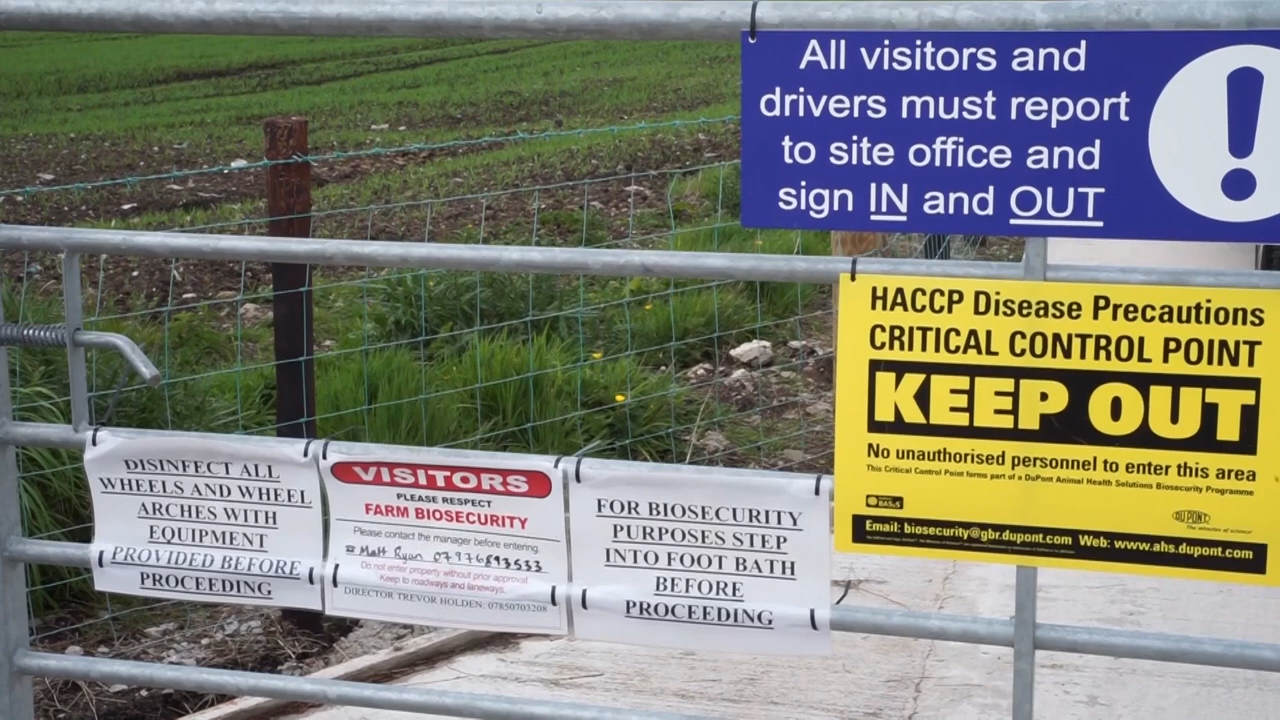 All visitors and
drivers must report
to site office and
sign IN and OUT
HACCP Disease Precautions
CRITICAL CONTROL POINT
KEEP OUT
No unauthorised personnel to enter this area
This Critical Control Point forms part of a DuPont Animal Health Solutions Biosecurity Programme
DUPONT
The miracles of science
Email: biosecurity@gbr.dupont.com Web: www.ahs.dupont.com
DISINFECT ALL
WHEELS AND WHEEL
ARCHES WITH
EQUIPMENT
PROVIDED BEFORE
PROCEEDING
VISITORS
PLEASE RESPECT
FARM BIOSECURITY
Please contact the manager before entering.
Matt Ryan 07976893533
Do not enter property without prior approval.
Keep to roadways and laneways.
DIRECTOR TREVOR HOLDEN: 07850703208
FOR BIOSECURITY
PURPOSES STEP
INTO FOOT BATH
BEFORE
PROCEEDING